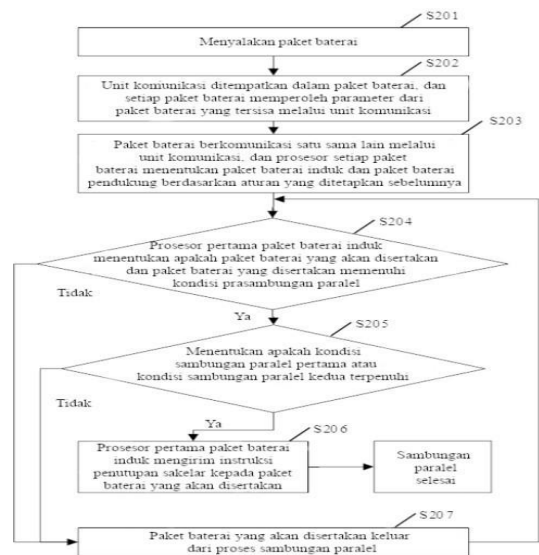 S201
Menyalakan paket baterai
S202
Unit komunikasi ditempatkan dalam paket baterai, dan
setiap paket baterai memperoleh parameter dari
paket baterai yang tersisa melalui unit komunikasi
S203
Paket baterai berkomunikasi satu sama lain melalui
unit komunikasi, dan prosesor setiap paket
baterai menentukan paket baterai induk dan paket baterai
pendukung berdasarkan aturan yang ditetapkan sebelumnya
S204
Prosesor pertama paket baterai induk
menentukan apakah paket baterai yang akan disertakan
dan paket baterai yang disertakan memenuhi
kondisi prasambungan paralel
Tidak
Ya
S205
Menentukan apakah kondisi
sambungan paralel pertama atau
kondisi sambungan paralel kedua terpenuhi
Tidak
Ya
S206
Prosesor pertama paket baterai
induk mengirim instruksi
penutupan sakelar kepada paket
baterai yang akan disertakan
Sambungan
paralel
selesai
S207
Paket baterai yang akan disertakan keluar
dari proses sambungan paralel